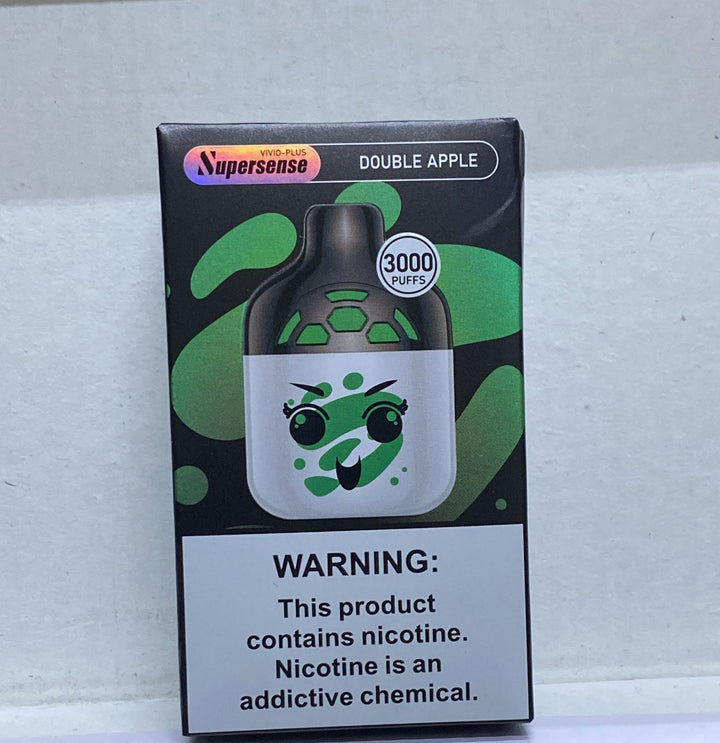 VIVID-PLUS
Supersense
DOUBLE APPLE
3000
PUFFS
WARNING:
This product
contains nicotine.
Nicotine is an
addictive chemical.